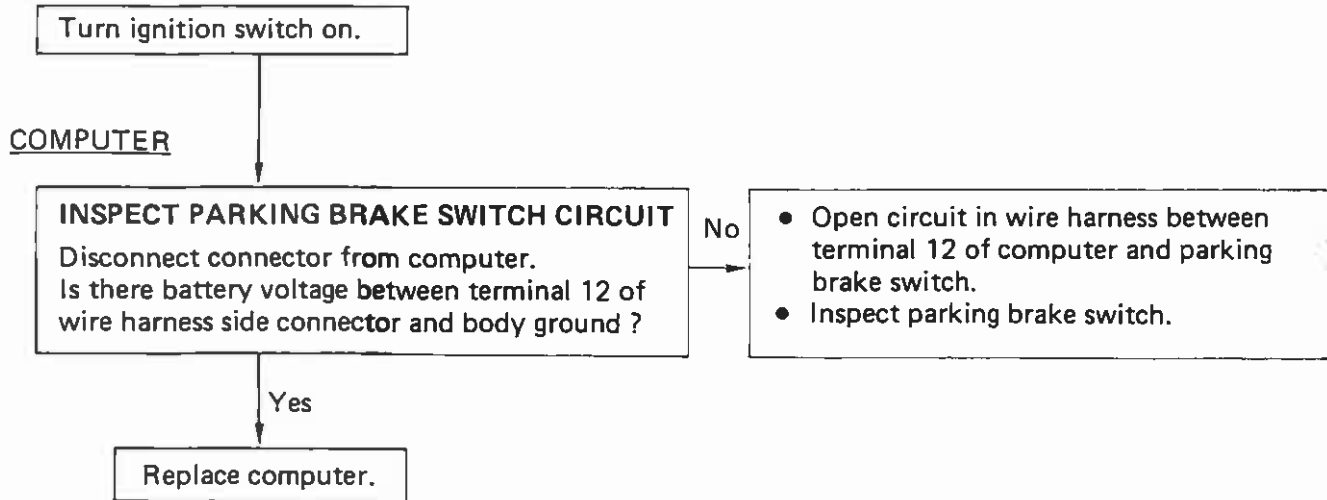 Turn ignition switch on.
COMPUTER
INSPECT PARKING BRAKE SWITCH CIRCUIT
Disconnect connector from computer.
Is there battery voltage between terminal 12 of
wire harness side connector and body ground ?
No
● Open circuit in wire harness between
terminal 12 of computer and parking
brake switch.
● Inspect parking brake switch.
Yes
Replace computer.